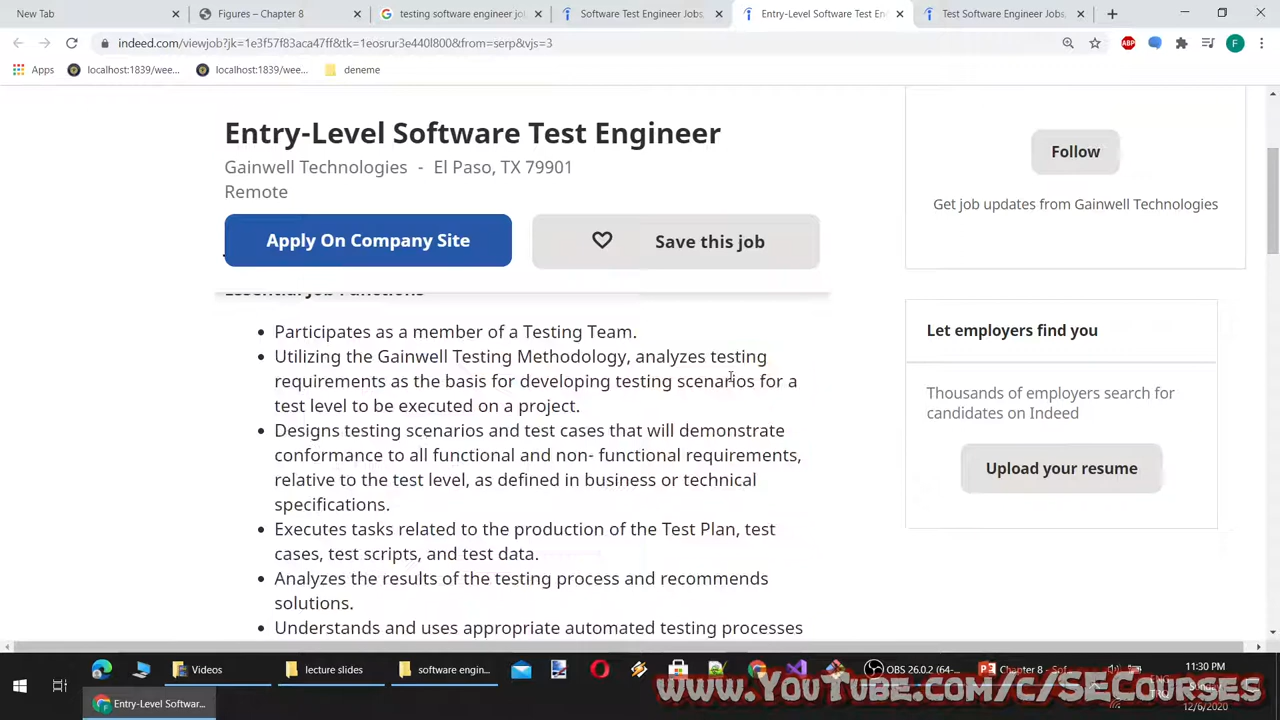 New Tab
Figures – Chapter 8
testing software engineer jo
Software Test Engineer Jobs,
Entry-Level Software Test En
Test Software Engineer Jobs,
indeed.com/viewjob?jk=1e3f57f83aca47ff&tk=1eosrur3e440l800&from=serp&vjs=3
ABP
F
Apps
localhost:1839/wee...
localhost:1839/wee...
deneme
Entry-Level Software Test Engineer
Gainwell Technologies - El Paso, TX 79901
Remote
Apply On Company Site
Save this job
Follow
Get job updates from Gainwell Technologies
Essential Job Functions
• Participates as a member of a Testing Team.
• Utilizing the Gainwell Testing Methodology, analyzes testing
requirements as the basis for developing testing scenarios for a
test level to be executed on a project.
• Designs testing scenarios and test cases that will demonstrate
conformance to all functional and non- functional requirements,
relative to the test level, as defined in business or technical
specifications.
• Executes tasks related to the production of the Test Plan, test
cases, test scripts, and test data.
• Analyzes the results of the testing process and recommends
solutions.
• Understands and uses appropriate automated testing processes
Let employers find you
Thousands of employers search for
candidates on Indeed
Upload your resume
Videos
lecture slides
software engin...
OBS 26.0.2 (64-...
Chapter 8 - Sof...
11:30 PM
Sunday
12/6/2020
Entry-Level Softwar...
www.YouTube.com/c/SECourses